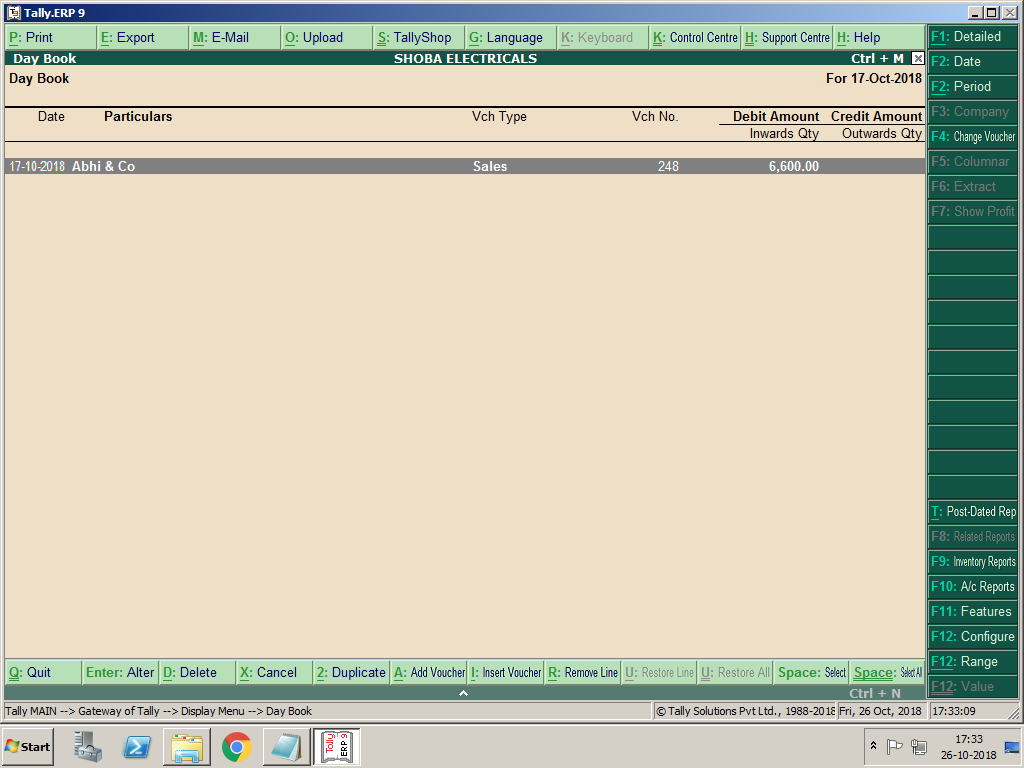 Tally.ERP 9
P: Print E: Export M: E-Mail O: Upload S: TallyShop G: Language K: Keyboard K: Control Centre H: Support Centre H: Help
Day Book SHOBA ELECTRICALS Ctrl + M
Day Book For 17-Oct-2018
Date Particulars Vch Type Vch No. Debit Amount Credit Amount
Inwards Qty Outwards Qty
17-10-2018 Abhi & Co Sales 248 6,600.00
F1: Detailed
F2: Date
F2: Period
F3: Company
F4: Change Voucher
F5: Columnar
F6: Extract
F7: Show Profit
T: Post-Dated Rep
F8: Related Reports
F9: Inventory Reports
F10: A/c Reports
F11: Features
F12: Configure
F12: Range
F12: Value
Q: Quit Enter: Alter D: Delete X: Cancel 2: Duplicate A: Add Voucher I: Insert Voucher R: Remove Line U: Restore Line U: Restore All Space: Select Space: Select All
Ctrl + N
Tally MAIN --> Gateway of Tally --> Display Menu --> Day Book © Tally Solutions Pvt Ltd., 1988-2018 Fri, 26 Oct, 2018 17:33:09
Start Tally ERP 9 17:33
26-10-2018